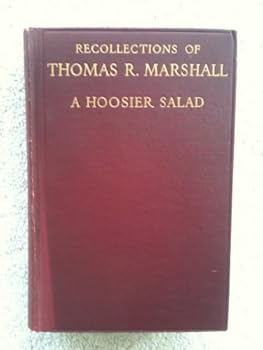 RECOLLECTIONS OF
THOMAS R. MARSHALL
A HOOSIER SALAD